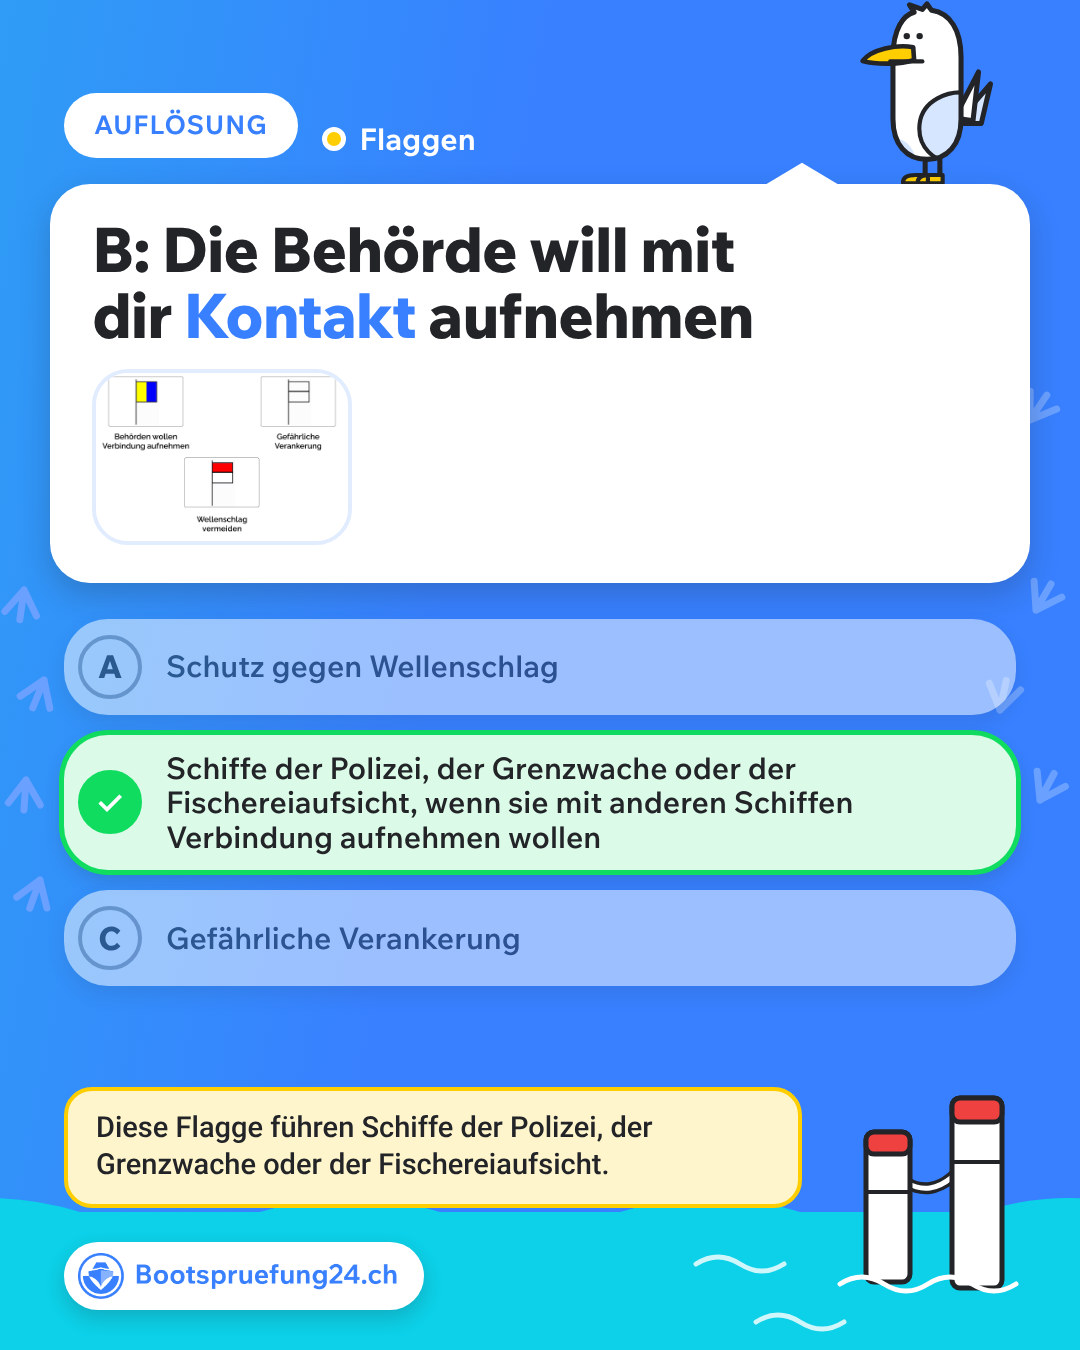 AUFLÖSUNG
Flaggen
B: Die Behörde will mit
dir Kontakt aufnehmen
Behörden wollen
Verbindung aufnehmen
Gefährliche
Verankerung
Wellenschlag
vermeiden
A
Schutz gegen Wellenschlag
Schiffe der Polizei, der Grenzwache oder der
Fischereiaufsicht, wenn sie mit anderen Schiffen
Verbindung aufnehmen wollen
C
Gefährliche Verankerung
Diese Flagge führen Schiffe der Polizei, der
Grenzwache oder der Fischereiaufsicht.
Bootspruefung24.ch